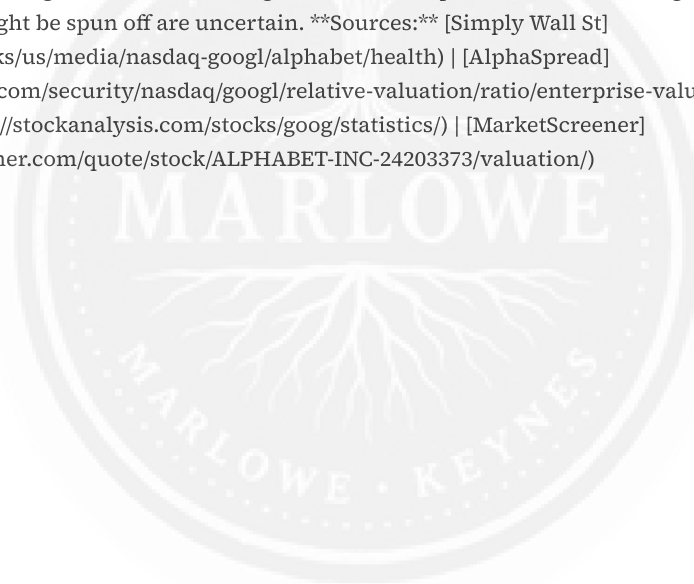 ght be spun off are uncertain. **Sources:** [Simply Wall St]
ks/us/media/nasdaq-googl/alphabet/health) | [AlphaSpread]
com/security/nasdaq/googl/relative-valuation/ratio/enterprise-valu
//stockanalysis.com/stocks/goog/statistics/) | [MarketScreener]
ner.com/quote/stock/ALPHABET-INC-24203373/valuation/)
MARLOWE
MARLOWE · KEYNES